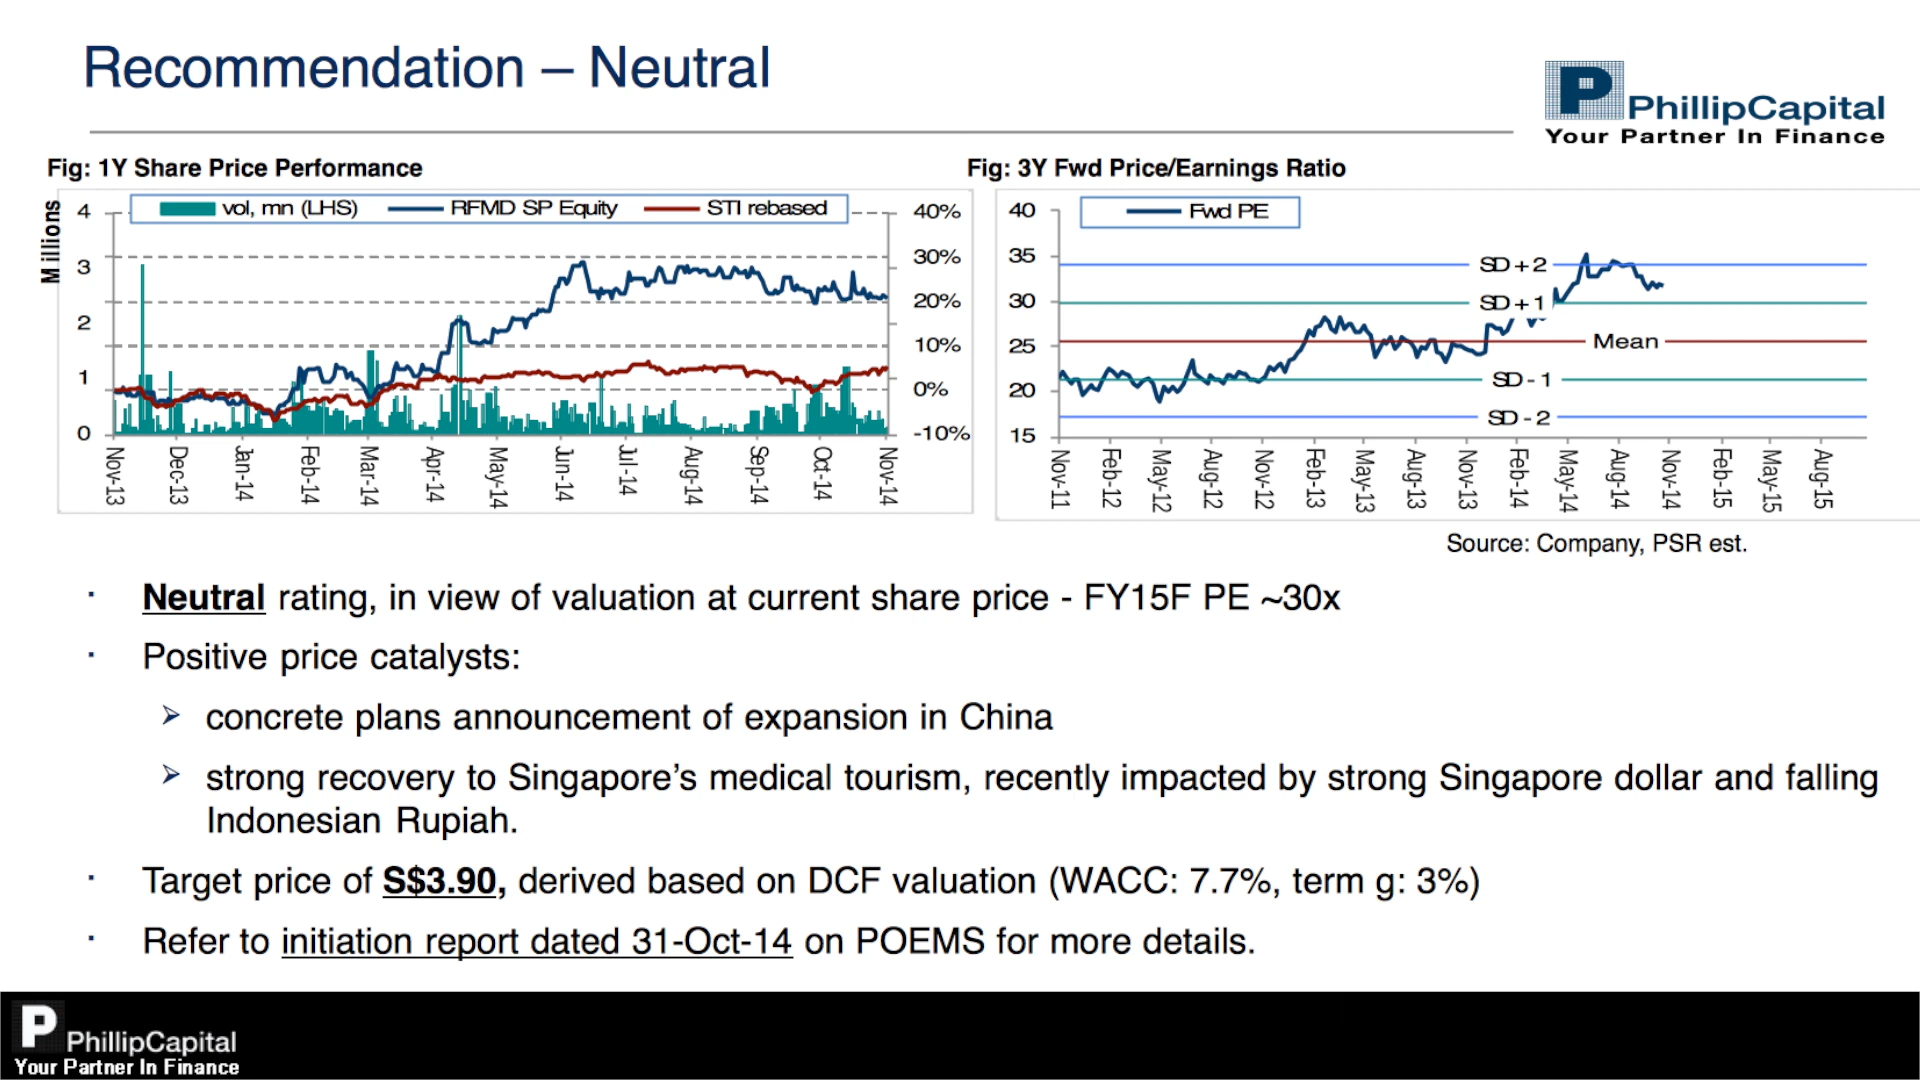 Recommendation – Neutral
PhillipCapital
Your Partner In Finance
Fig: 1Y Share Price Performance
Millions
vol, mn (LHS) RFMD SP Equity STI rebased
4
3
2
1
0
40%
30%
20%
10%
0%
-10%
Nov-13 Dec-13 Jan-14 Feb-14 Mar-14 Apr-14 May-14 Jun-14 Jul-14 Aug-14 Sep-14 Oct-14 Nov-14
Fig: 3Y Fwd Price/Earnings Ratio
Fwd PE
40
35
30
25
20
15
SD + 2
SD + 1
Mean
SD - 1
SD - 2
Nov-11 Feb-12 May-12 Aug-12 Nov-12 Feb-13 May-13 Aug-13 Nov-13 Feb-14 May-14 Aug-14 Nov-14 Feb-15 May-15 Aug-15
Source: Company, PSR est.
Neutral rating, in view of valuation at current share price - FY15F PE ~30x
Positive price catalysts:
concrete plans announcement of expansion in China
strong recovery to Singapore’s medical tourism, recently impacted by strong Singapore dollar and falling
Indonesian Rupiah.
Target price of S$3.90, derived based on DCF valuation (WACC: 7.7%, term g: 3%)
Refer to initiation report dated 31-Oct-14 on POEMS for more details.
PhillipCapital
Your Partner In Finance